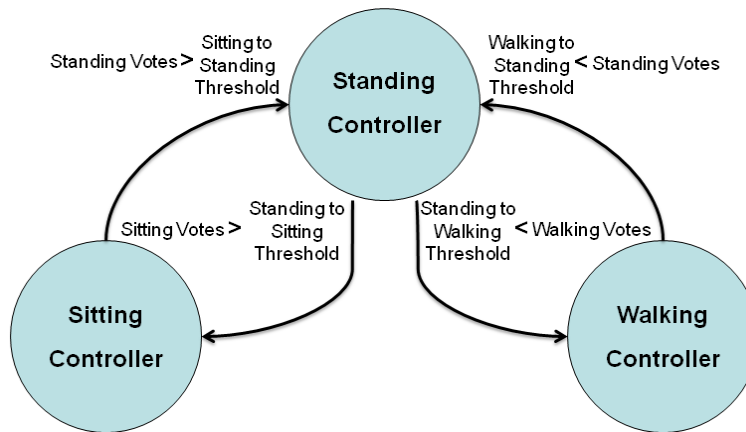 Standing Votes > Sitting to Standing Threshold
Walking to Standing Threshold < Standing Votes
Standing
Controller
Sitting Votes > Standing to Sitting Threshold
Standing to Walking Threshold < Walking Votes
Sitting
Controller
Walking
Controller